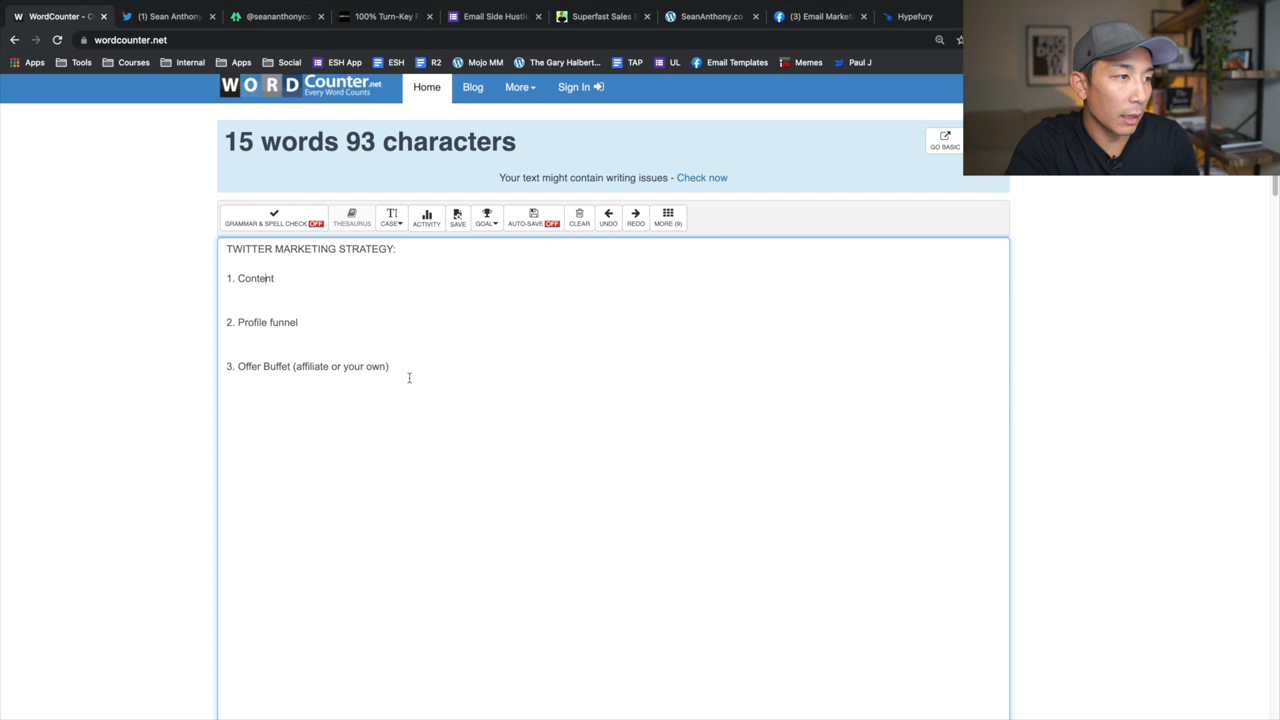 WordCounter - C
(1) Sean Anthony
@seananthonyco
100% Turn-Key F
Email Side Hustle
Superfast Sales E
SeanAnthony.co
(3) Email Market
Hypefury
wordcounter.net
Apps
Tools
Courses
Internal
Apps
Social
ESH App
ESH
R2
Mojo MM
The Gary Halbert...
TAP
UL
Email Templates
Memes
Paul J
WORD Counter.net
Every Word Counts
Home
Blog
More
Sign In
15 words 93 characters
GO BASIC
Your text might contain writing issues - Check now
GRAMMAR & SPELL CHECK OFF
THESAURUS
CASE
ACTIVITY
SAVE
GOAL
AUTO-SAVE OFF
CLEAR
UNDO
REDO
MORE (9)
TWITTER MARKETING STRATEGY:
1. Content
2. Profile funnel
3. Offer Buffet (affiliate or your own)